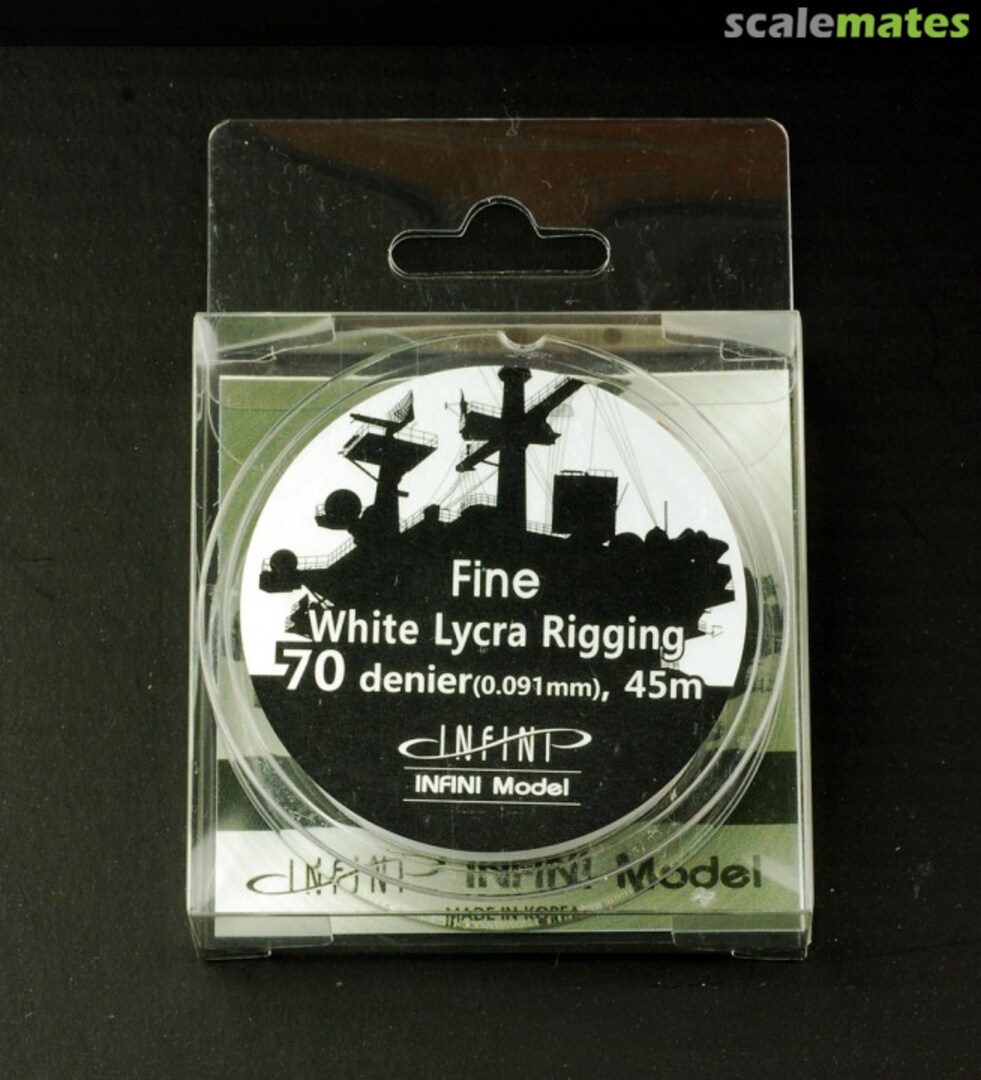 scalemates
Fine
White Lycra Rigging
70 denier(0.091mm), 45m
INFINI
INFINI Model
INFINI INFINI Model
MADE IN KOREA